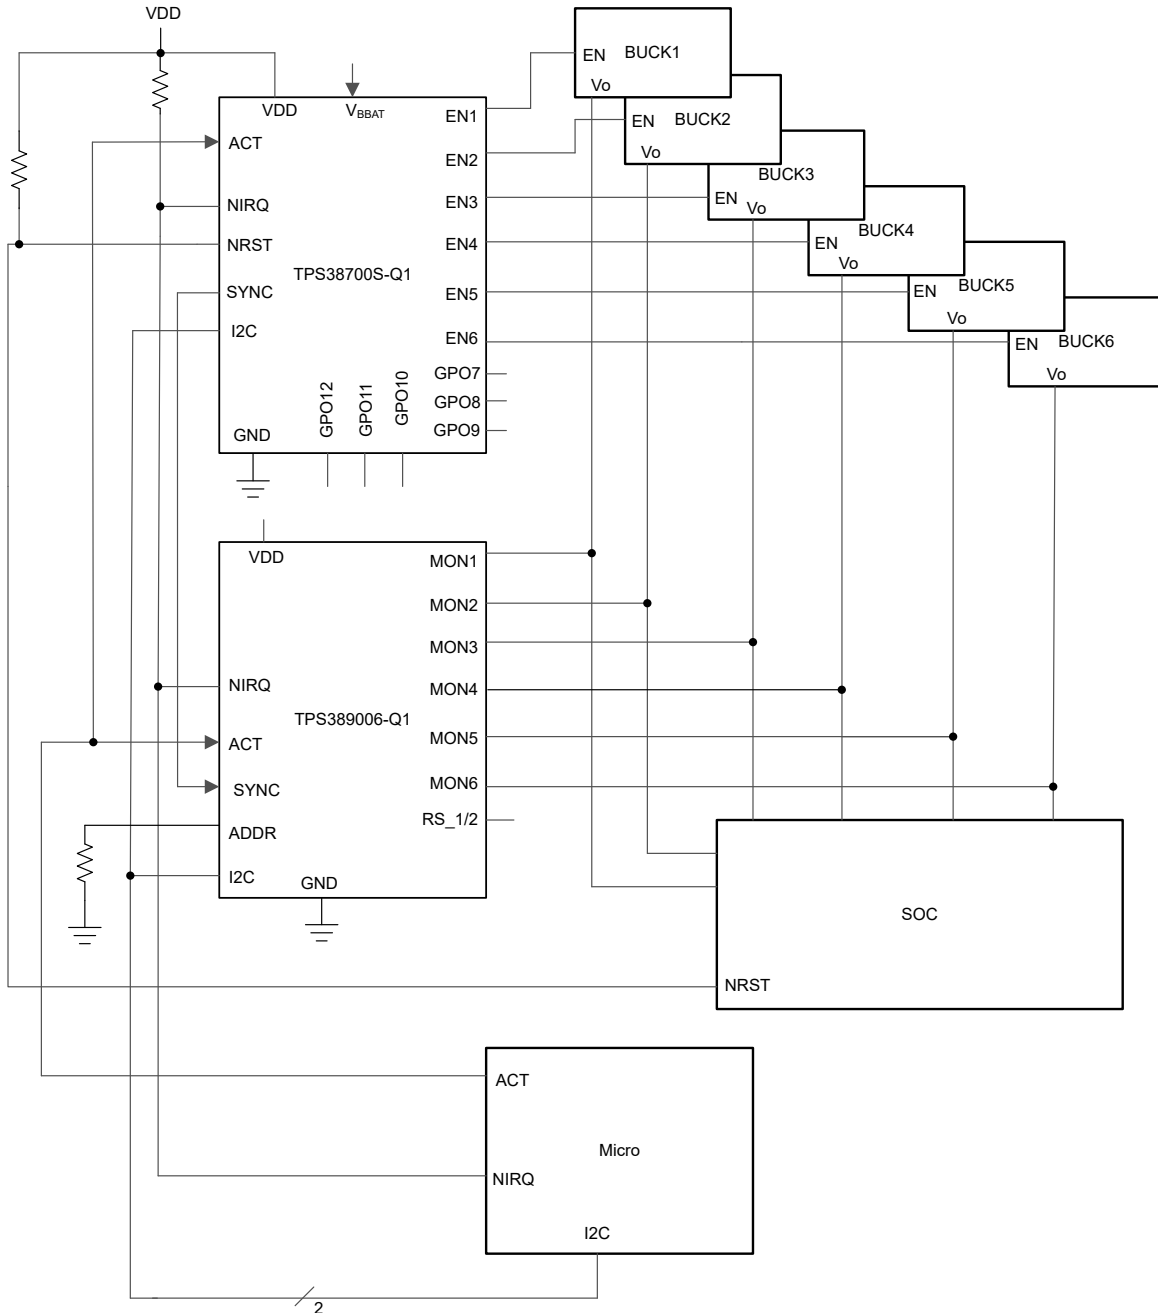 VDD
VDD
VBBAT
ACT
NIRQ
NRST
SYNC
I2C
GND
TPS38700S-Q1
EN1
EN2
EN3
EN4
EN5
EN6
GPO7
GPO8
GPO9
GPO12
GPO11
GPO10
EN
BUCK1
Vo
EN
BUCK2
Vo
EN
BUCK3
Vo
EN
BUCK4
Vo
EN
BUCK5
Vo
EN
BUCK6
Vo
VDD
NIRQ
ACT
SYNC
ADDR
I2C
GND
TPS389006-Q1
MON1
MON2
MON3
MON4
MON5
MON6
RS_1/2
SOC
NRST
ACT
Micro
NIRQ
I2C
2